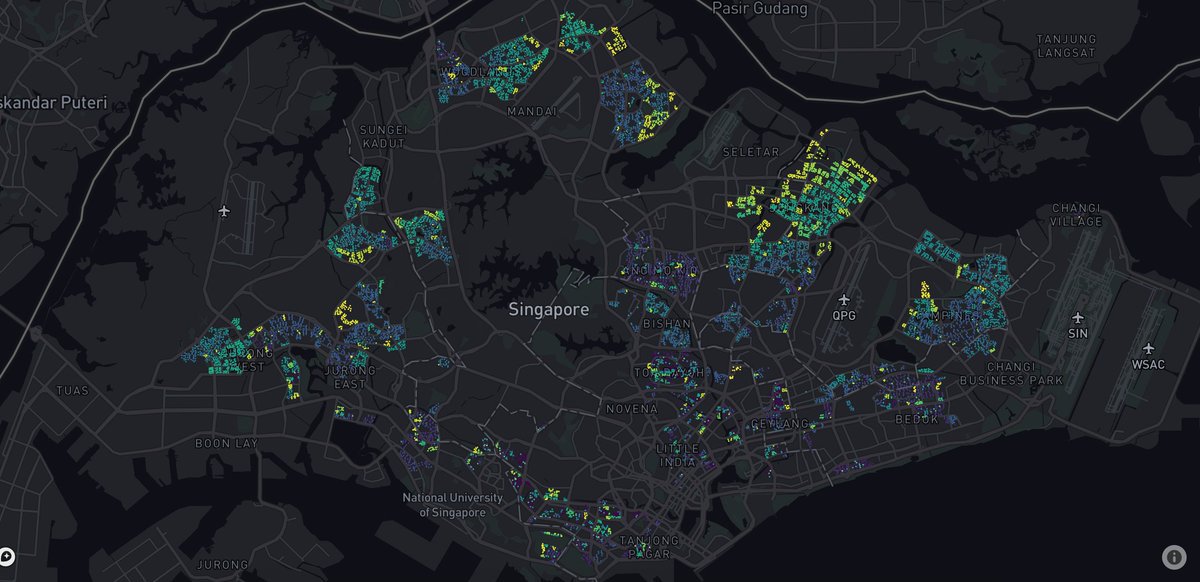 Pasir Gudang
TANJUNG
LANGSAT
skandar Puteri
MANDAI
SUNGEI
KADUT
SELETAR
CHANGI
VILLAGE
Singapore
QPG
BISHAN
SIN
WSAC
JURONG
EAST
CHANGI
BUSINESS PARK
TUAS
NOVENA
GEYLANG
BEDOK
BOON LAY
LITTLE
INDIA
National University
of Singapore
TANJONG
PAGAR
JURONG